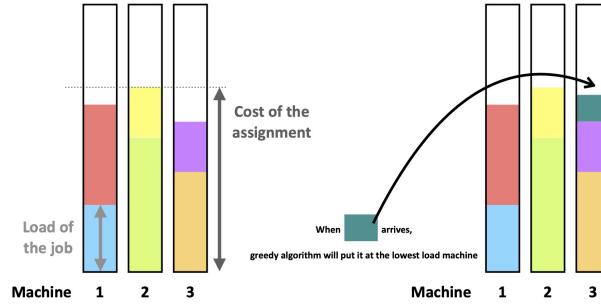 Cost of the
assignment
Load of
the job
When arrives,
greedy algorithm will put it at the lowest load machine
Machine 1 2 3
Machine 1 2 3